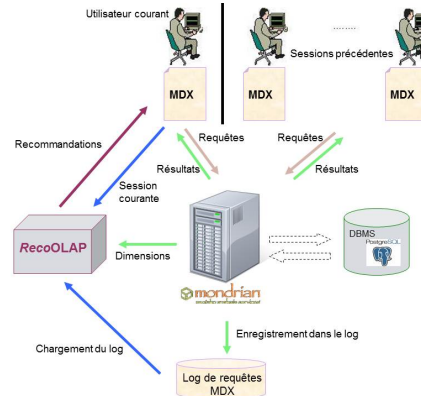 Utilisateur courant
Sessions précédentes
MDX
MDX
MDX
Recommandations
Requêtes
Requêtes
Résultats
Résultats
Session
courante
DBMS
PostgreSQL
RecoOLAP
Dimensions
mondrian
Enregistrement dans le log
Chargement du log
Log de requêtes
MDX